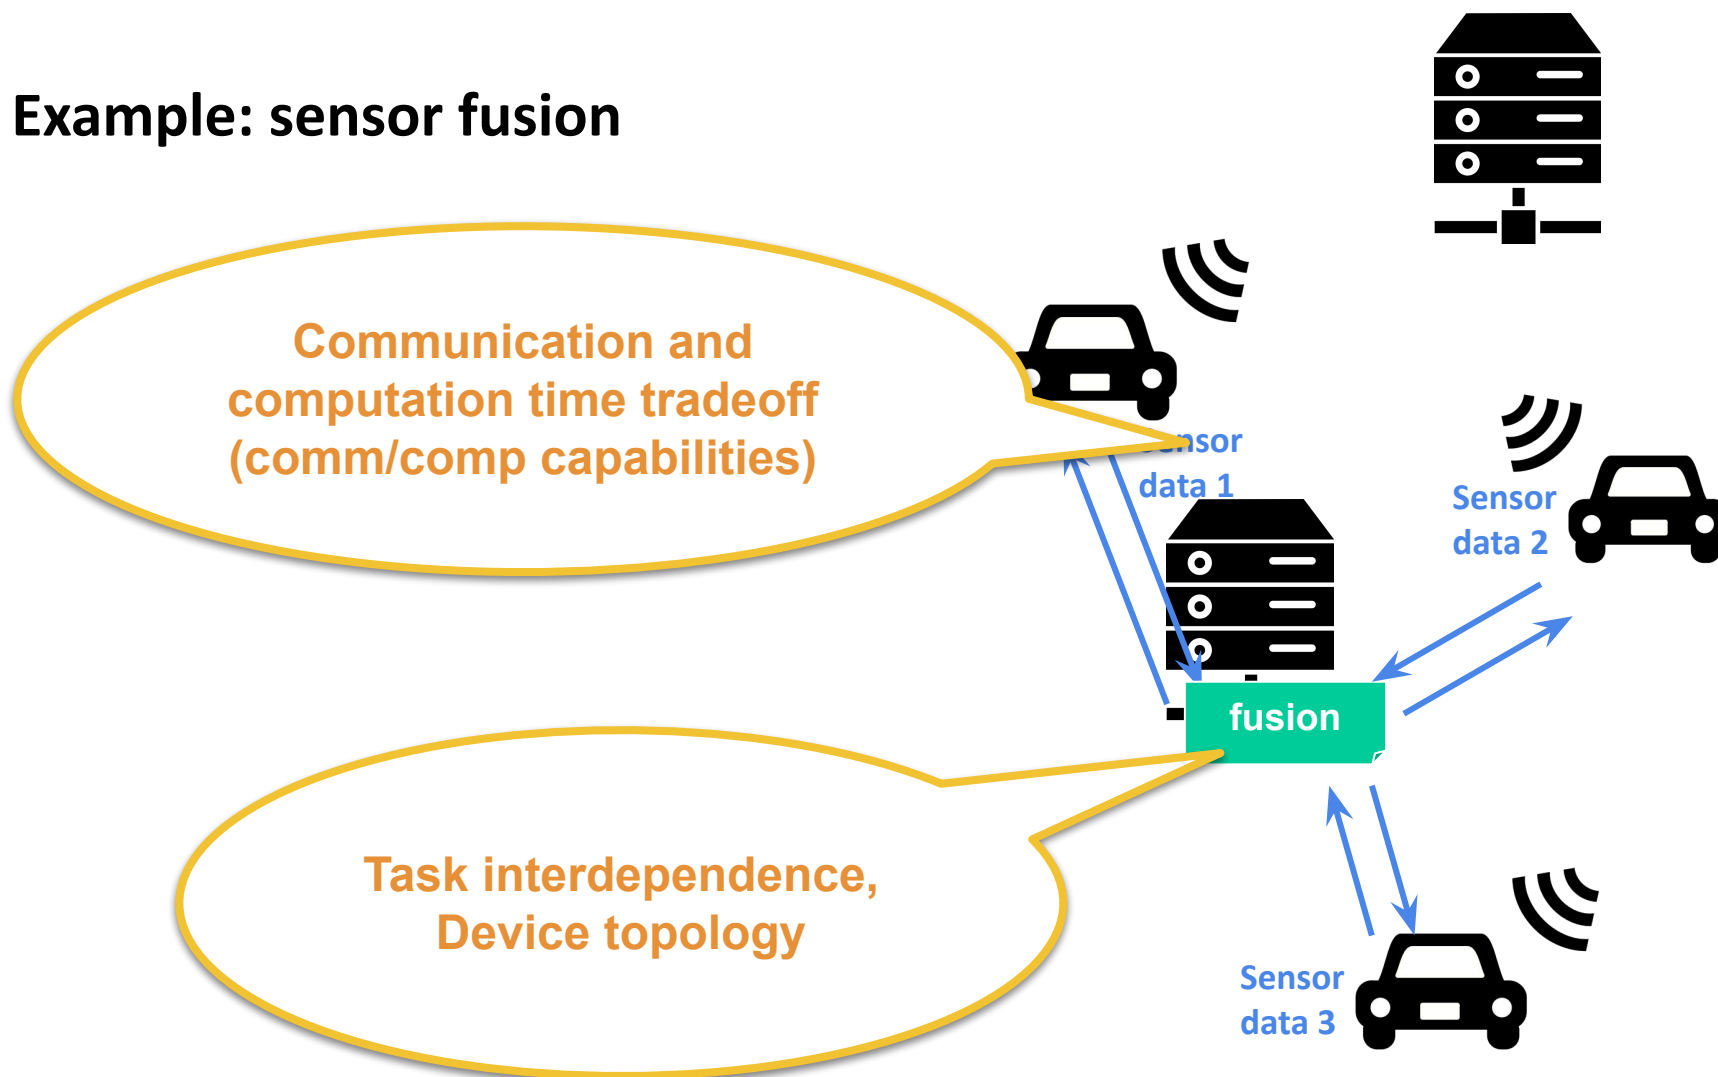 Example: sensor fusion
Communication and
computation time tradeoff
(comm/comp capabilities)
Sensor
data 1
Sensor
data 2
fusion
Task interdependence,
Device topology
Sensor
data 3